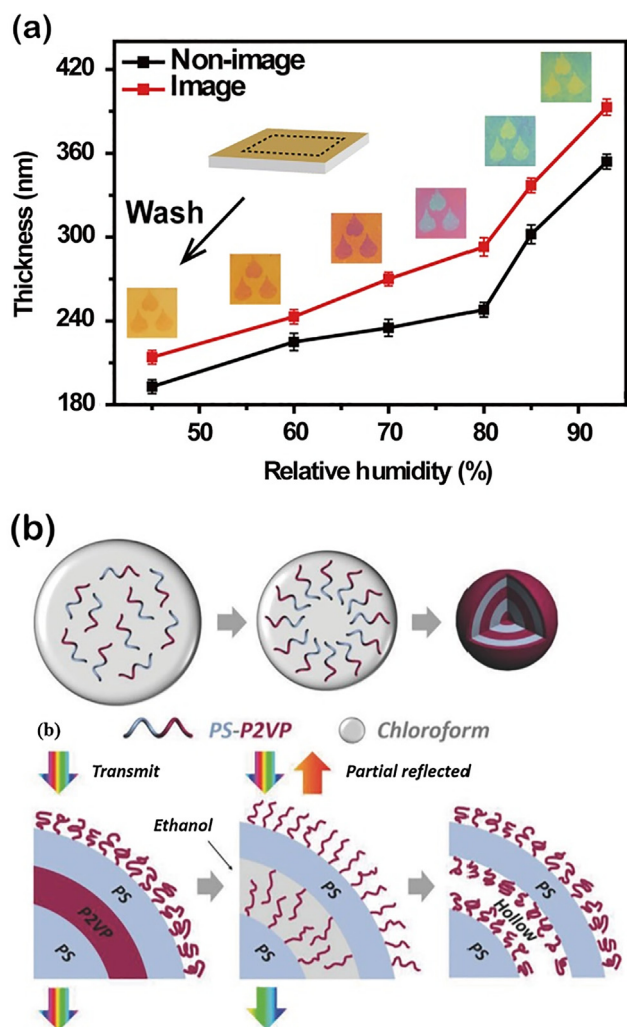 (a)
Non-image
Image
Wash
Thickness (nm)
420
360
300
240
180
50
60
70
80
90
Relative humidity (%)
(b)
(b)
PS-P2VP
Chloroform
Transmit
Partial reflected
Ethanol
PS
P2VP
PS
PS
PS
PS
Hollow
PS